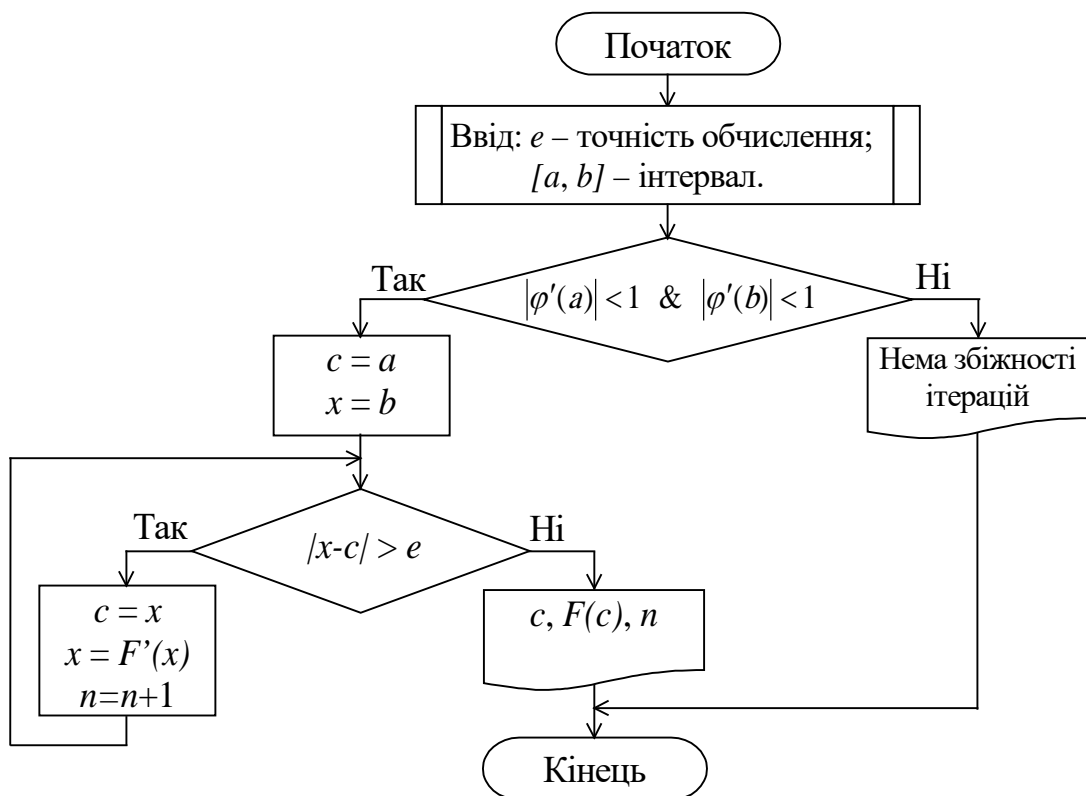 Початок
Ввід: e – точність обчислення;
[a, b] – інтервал.
Так
|φ'(a)| < 1 & |φ'(b)| < 1
Ні
c = a
x = b
Нема збіжності
ітерацій
Так
|x-c| > e
Ні
c = x
x = F’(x)
n=n+1
c, F(c), n
Кінець